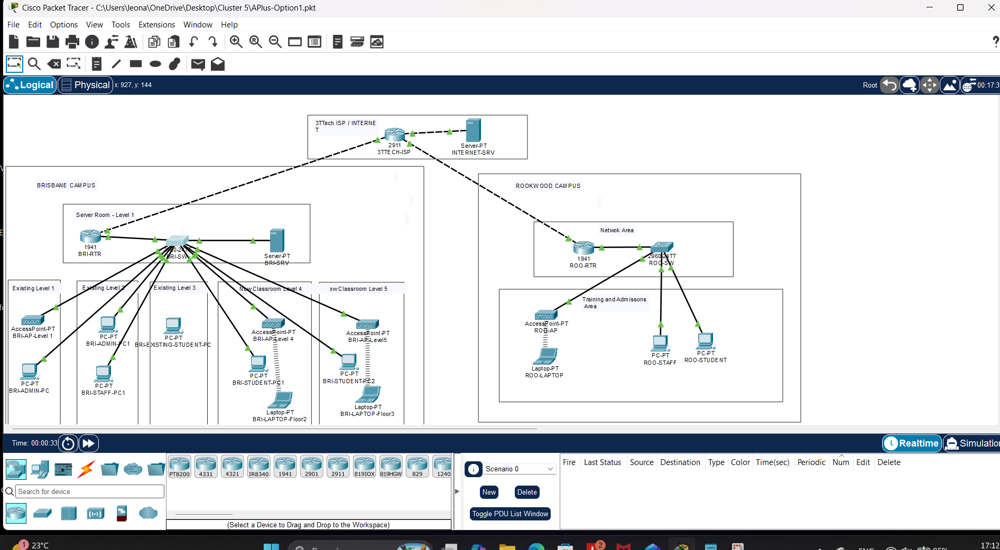 Cisco Packet Tracer - C:\Users\leona\OneDrive\Desktop\Cluster 5\APlus-Option1.pkt
File Edit Options View Tools Extensions Window Help
?
Logical Physical x: 927, y: 144 Root 00:17:3
3TTech ISP / INTERNE
T
2911
3TTECH-ISP
Server-PT
INTERNET-SRV
BRISBANE CAMPUS
ROOKWOOD CAMPUS
Server Room - Level 1
1941
BRI-RTR
BRI-SW
Server-PT
BRI-SRV
Netwok Area
1941
ROO-RTR
2960-24TT
ROO-SW
Existing Level 1
Existing Level 2
Existing Level 3
New Classroom Level 4
ew Classroom Level 5
AccessPoint-PT
BRI-AP-Level 1
PC-PT
BRI-ADMIN-PC1
PC-PT
BRI-EXISTING-STUDENT-PC
AccessPoint-PT
BRI-AP-Level 4
AccessPoint-PT
BRI-AP-Level5
PC-PT
BRI-ADMIN-PC
PC-PT
BRI-STAFF-PC1
PC-PT
BRI-STUDENT-PC1
PC-PT
BRI-STUDENT-PC2
Laptop-PT
BRI-LAPTOP-Floor2
Laptop-PT
BRI-LAPTOP-Floor3
Training and Admissons
Area
AccessPoint-PT
ROO-AP
Laptop-PT
ROO-LAPTOP
PC-PT
ROO-STAFF
PC-PT
ROO-STUDENT
Time: 00:00:33 Realtime Simulatio
PT8200 4331 4321 IR8340 1941 2901 2911 819IOX 819HGW 829 1240
Search for device
(Select a Device to Drag and Drop to the Workspace)
Scenario 0
New Delete
Toggle PDU List Window
Fire Last Status Source Destination Type Color Time(sec) Periodic Num Edit Delete
1 23°C 2 17:12